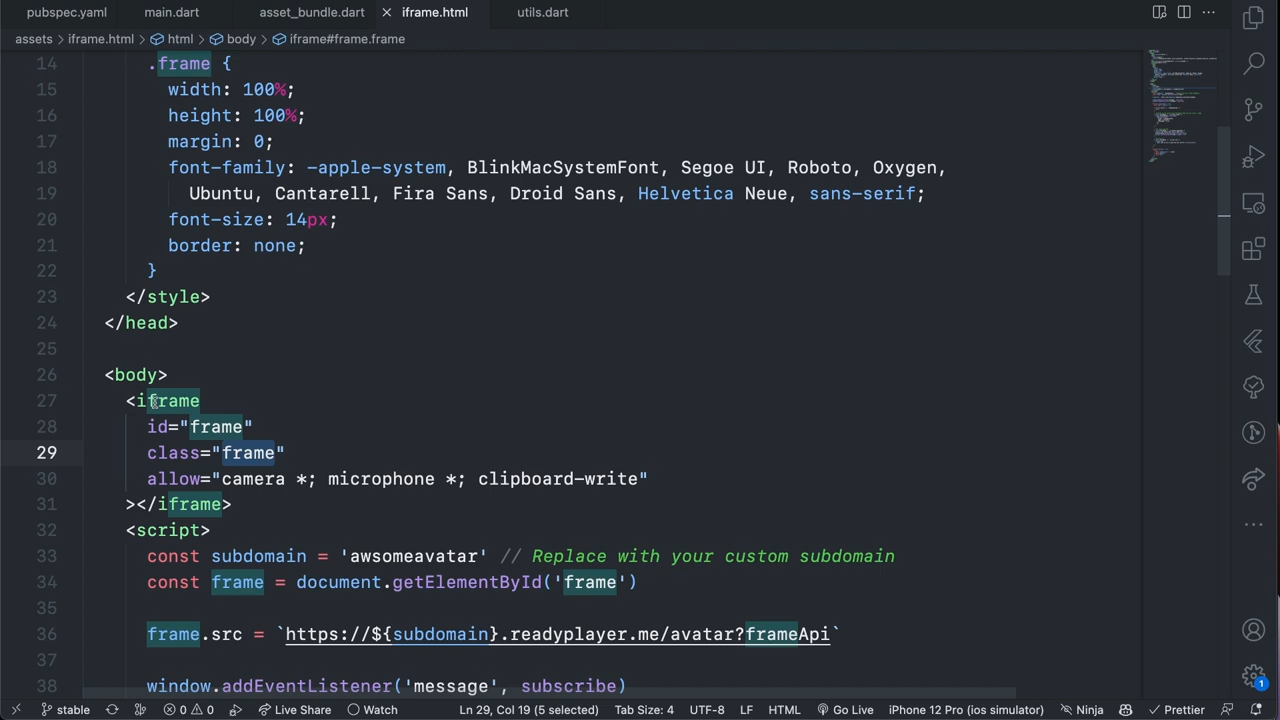 pubspec.yaml main.dart asset_bundle.dart iframe.html utils.dart
assets > iframe.html > html > body > iframe#frame.frame
14 .frame {
15 width: 100%;
16 height: 100%;
17 margin: 0;
18 font-family: -apple-system, BlinkMacSystemFont, Segoe UI, Roboto, Oxygen,
19 Ubuntu, Cantarell, Fira Sans, Droid Sans, Helvetica Neue, sans-serif;
20 font-size: 14px;
21 border: none;
22 }
23 </style>
24 </head>
25
26 <body>
27 <iframe
28 id="frame"
29 class="frame"
30 allow="camera *; microphone *; clipboard-write"
31 ></iframe>
32 <script>
33 const subdomain = 'awsomeavatar' // Replace with your custom subdomain
34 const frame = document.getElementById('frame')
35
36 frame.src = `https://${subdomain}.readyplayer.me/avatar?frameApi`
37
38 window.addEventListener('message', subscribe)
stable 0 0 Live Share Watch Ln 29, Col 19 (5 selected) Tab Size: 4 UTF-8 LF HTML Go Live iPhone 12 Pro (ios simulator) Ninja Prettier
1